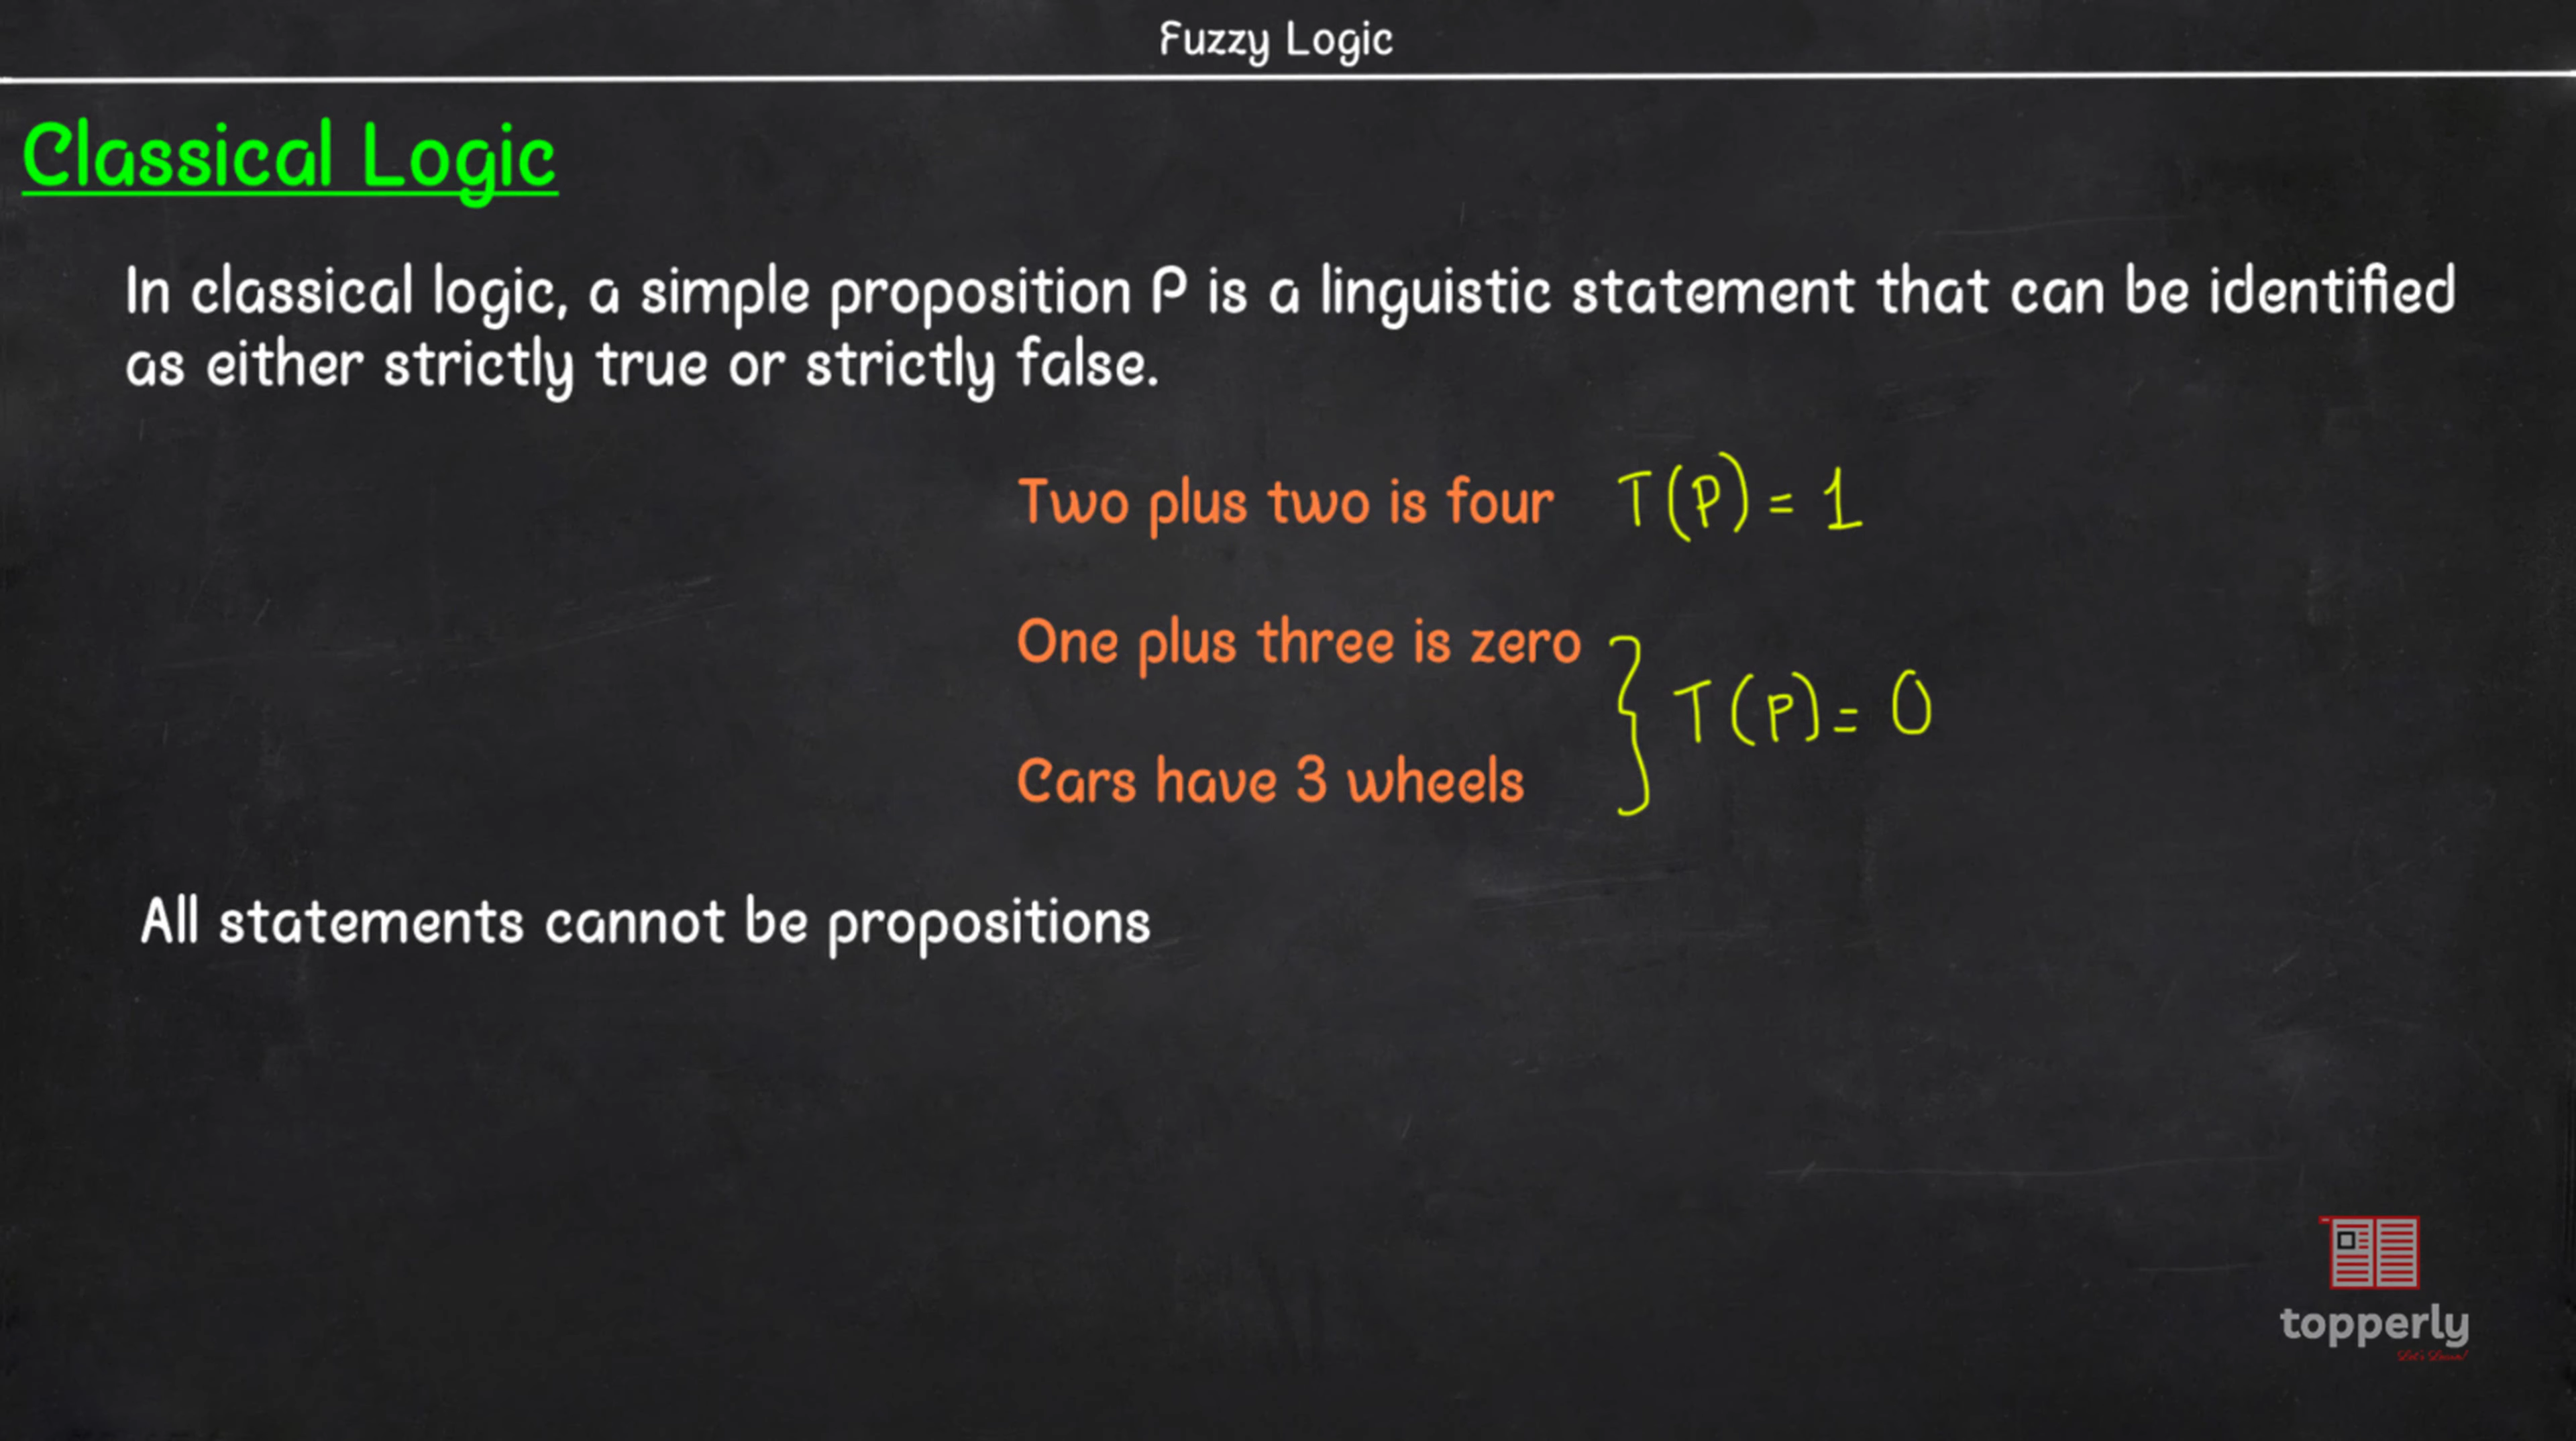 Fuzzy Logic
Classical Logic
In classical logic, a simple proposition P is a linguistic statement that can be identified
as either strictly true or strictly false.
Two plus two is four T(P) = 1
One plus three is zero
T(P) = 0
Cars have 3 wheels
All statements cannot be propositions
topperly
Let's Learn!